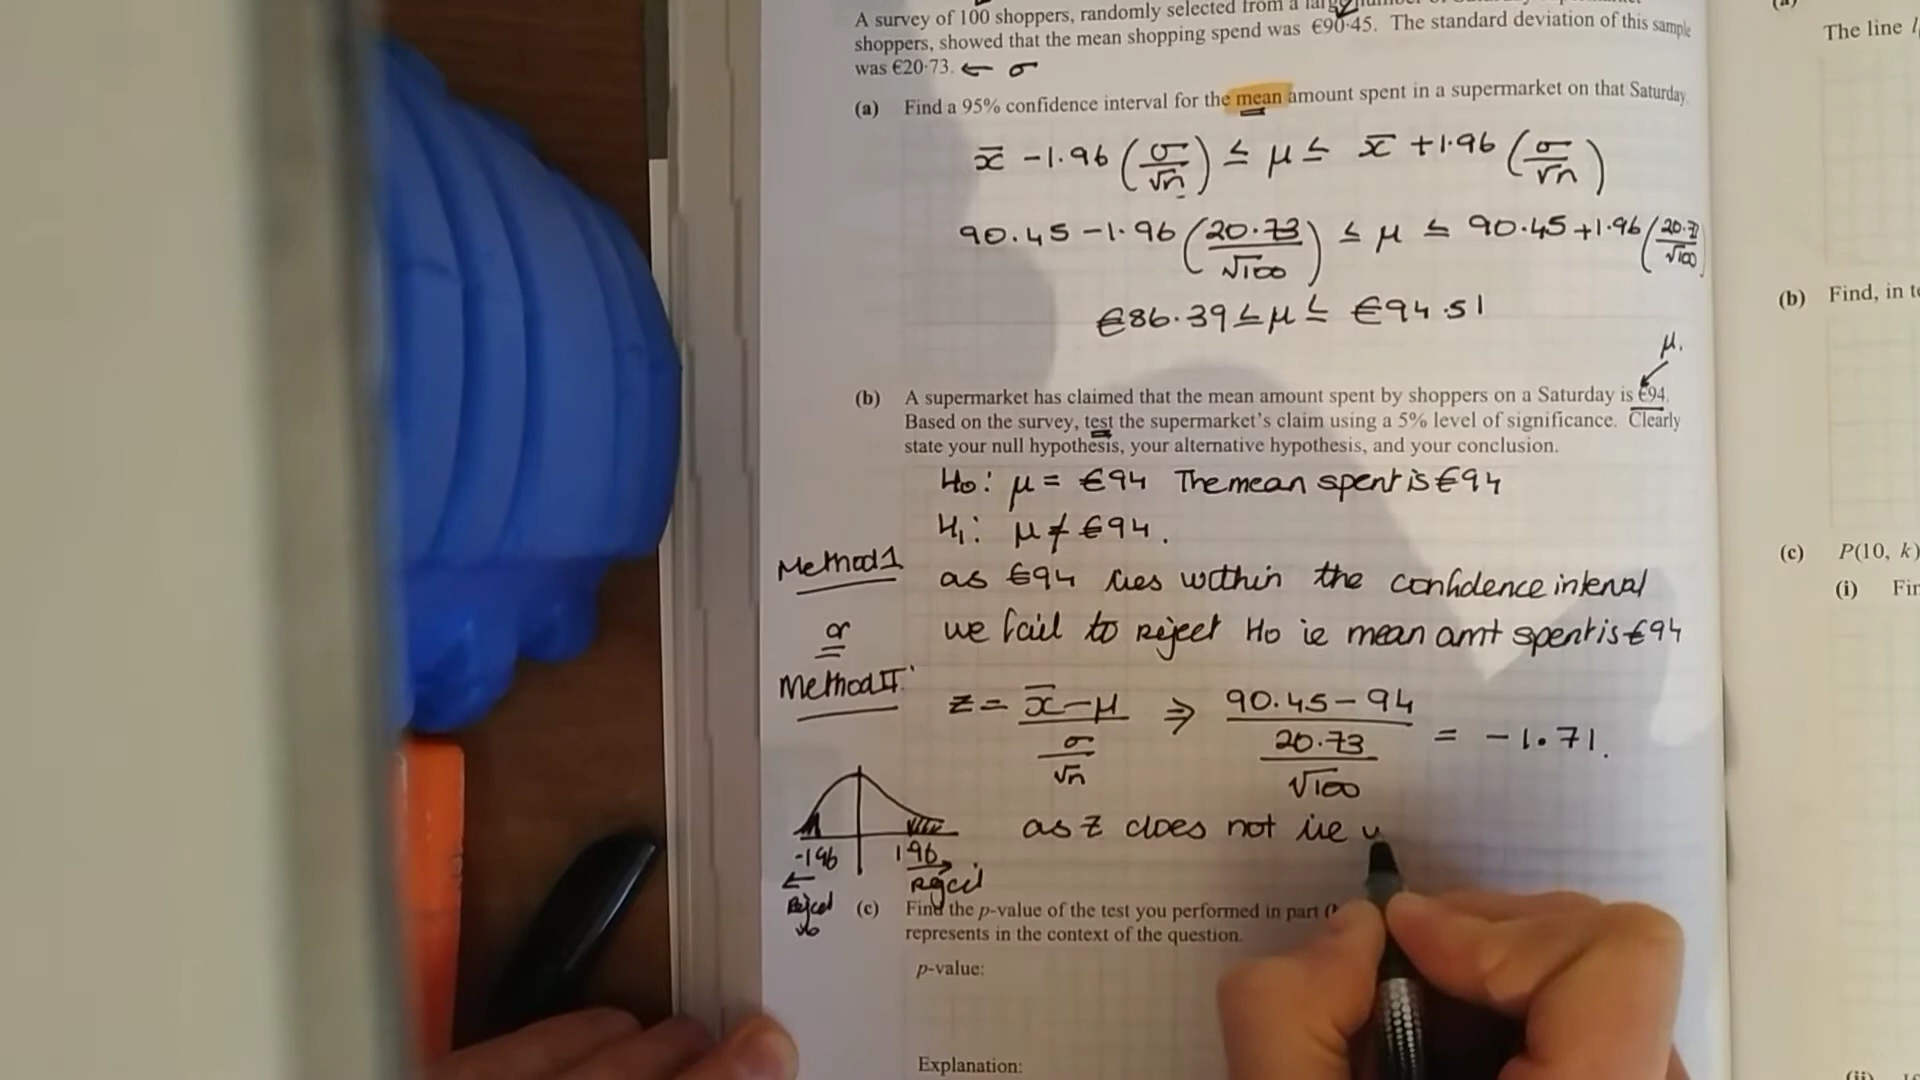 A survey of 100 shoppers, randomly selected from a large number of
shoppers, showed that the mean shopping spend was €90·45. The standard deviation of this sample
was €20·73. ← σ
(a) Find a 95% confidence interval for the mean amount spent in a supermarket on that Saturday.
x̄ - 1.96 (σ/√n) ≤ μ ≤ x̄ + 1.96 (σ/√n)
90.45 - 1.96 (20.73/√100) ≤ μ ≤ 90.45 + 1.96 (20.73/√100)
€86.39 ≤ μ ≤ €94.51
μ.
(b) A supermarket has claimed that the mean amount spent by shoppers on a Saturday is €94.
Based on the survey, test the supermarket's claim using a 5% level of significance. Clearly
state your null hypothesis, your alternative hypothesis, and your conclusion.
Ho: μ = €94 The mean spent is €94
H1: μ ≠ €94.
Method 1 as €94 lies within the confidence interval
or we fail to reject Ho ie mean amt spent is €94
Method II z = x̄ - μ / σ/√n ⇒ 90.45 - 94 / 20.73/√100 = -1.71.
as z does not lie
-1.96 1.96
← →
Reject Reject
(c) Find the p-value of the test you performed in part
represents in the context of the question.
p-value:
Explanation:
(a)
The line
(b) Find, in
(c) P(10, k)
(i)
(ii)